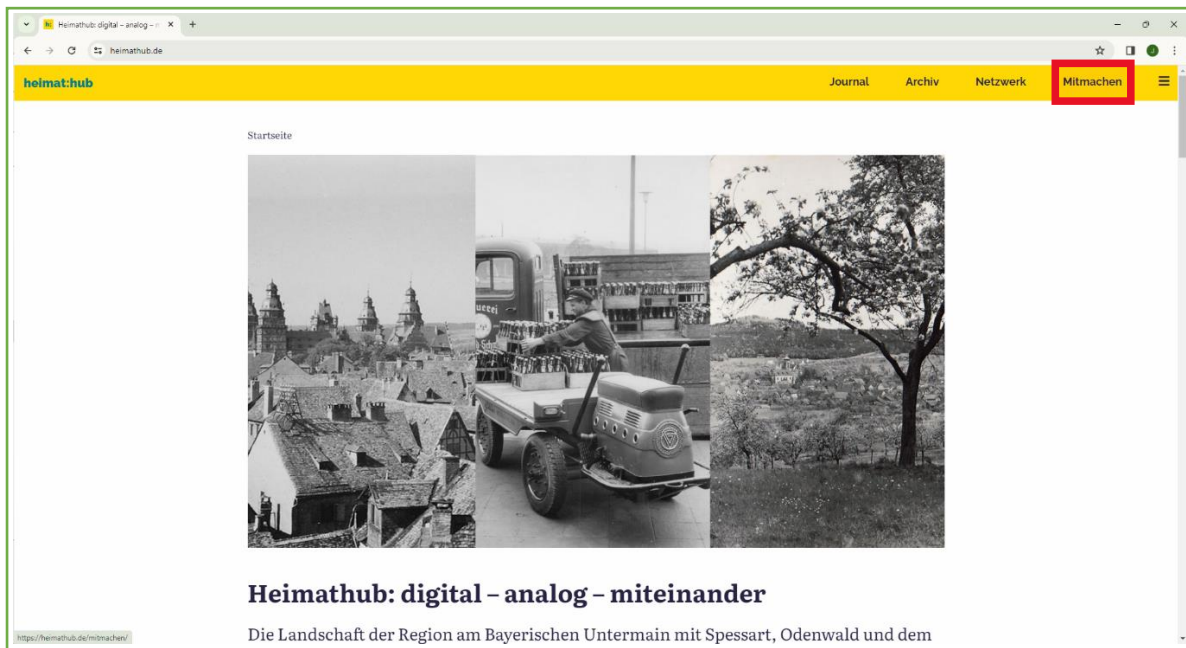 Heimathub: digital – analog –
heimathub.de
heimat:hub
Journal Archiv Netzwerk Mitmachen
Startseite
uerei
Heimathub: digital – analog – miteinander
Die Landschaft der Region am Bayerischen Untermain mit Spessart, Odenwald und dem
https://heimathub.de/mitmachen/